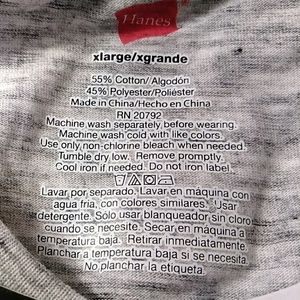 Hanes
xlarge/xgrande
55% Cotton/Algodón
45% Polyester/Poliéster
Made in China/Hecho en China
RN 20792
Machine wash separately before wearing.
Machine wash cold with like colors.
Use only non-chlorine bleach when needed.
Tumble dry low. Remove promptly.
Cool iron if needed. Do not iron label.
Lavar por separado. Lavar en máquina con
agua fria, con colores similares. Usar
detergente. Sólo usar blanqueador sin cloro
cuando se necesite. Secar en máquina a
temperatura baja. Retirar inmediatamente.
Planchar a temperatura baja si se necesita.
No planchar la etiqueta.